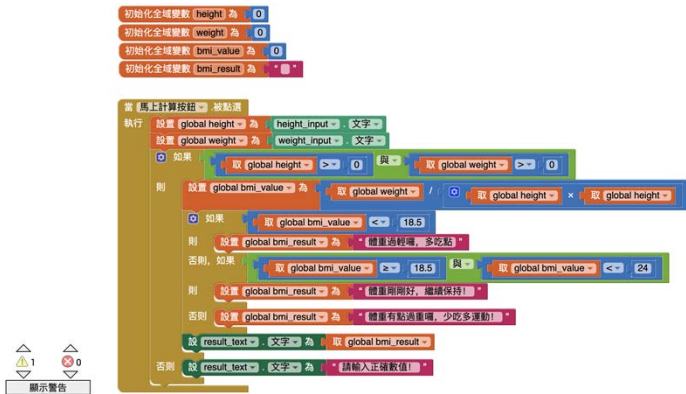 初始化全域變數 height 為 0
初始化全域變數 weight 為 0
初始化全域變數 bmi_value 為 0
初始化全域變數 bmi_result 為 " "
當 馬上計算按鈕 .被點選
執行 設置 global height 為 height_input . 文字
設置 global weight 為 weight_input . 文字
如果 取 global height > 0 與 取 global weight > 0
則 設置 global bmi_value 為 取 global weight / 取 global height × 取 global height
如果 取 global bmi_value < 18.5
則 設置 global bmi_result 為 " 體重過輕囉，多吃點 "
否則，如果 取 global bmi_value ≥ 18.5 與 取 global bmi_value < 24
則 設置 global bmi_result 為 " 體重剛剛好，繼續保持！ "
否則 設置 global bmi_result 為 " 體重有點過重囉，少吃多運動！ "
設 result_text . 文字 為 取 global bmi_result
否則 設 result_text . 文字 為 " 請輸入正確數值！ "
1 0
顯示警告